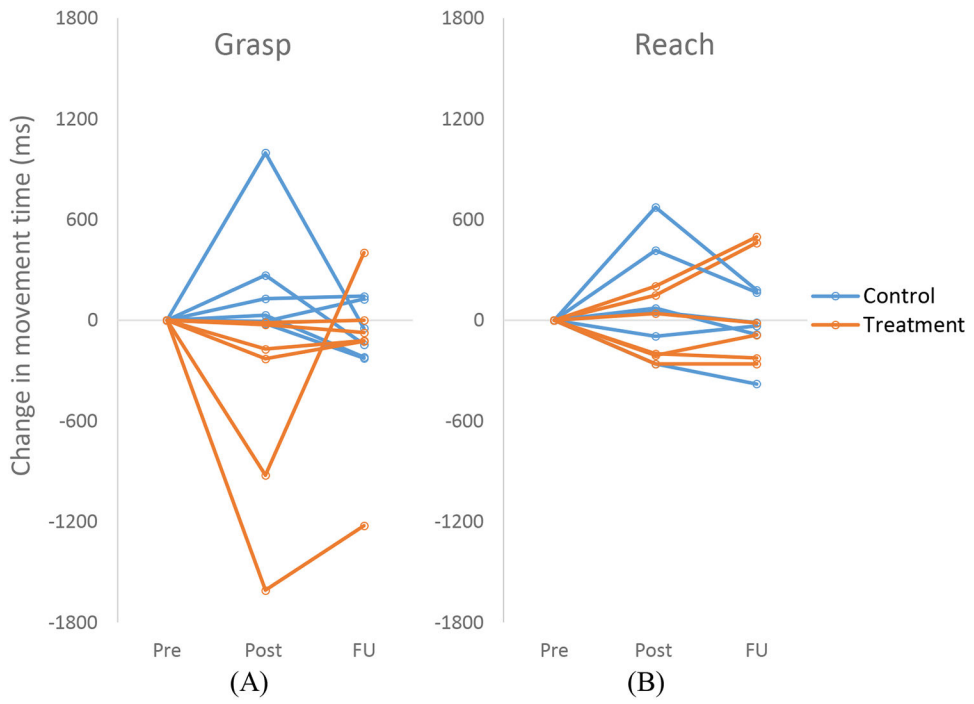 1800
1200
600
0
-600
-1200
-1800
Change in movement time (ms)
Grasp
Pre Post FU
(A)
1800
1200
600
0
-600
-1200
-1800
Reach
Pre Post FU
(B)
Control
Treatment